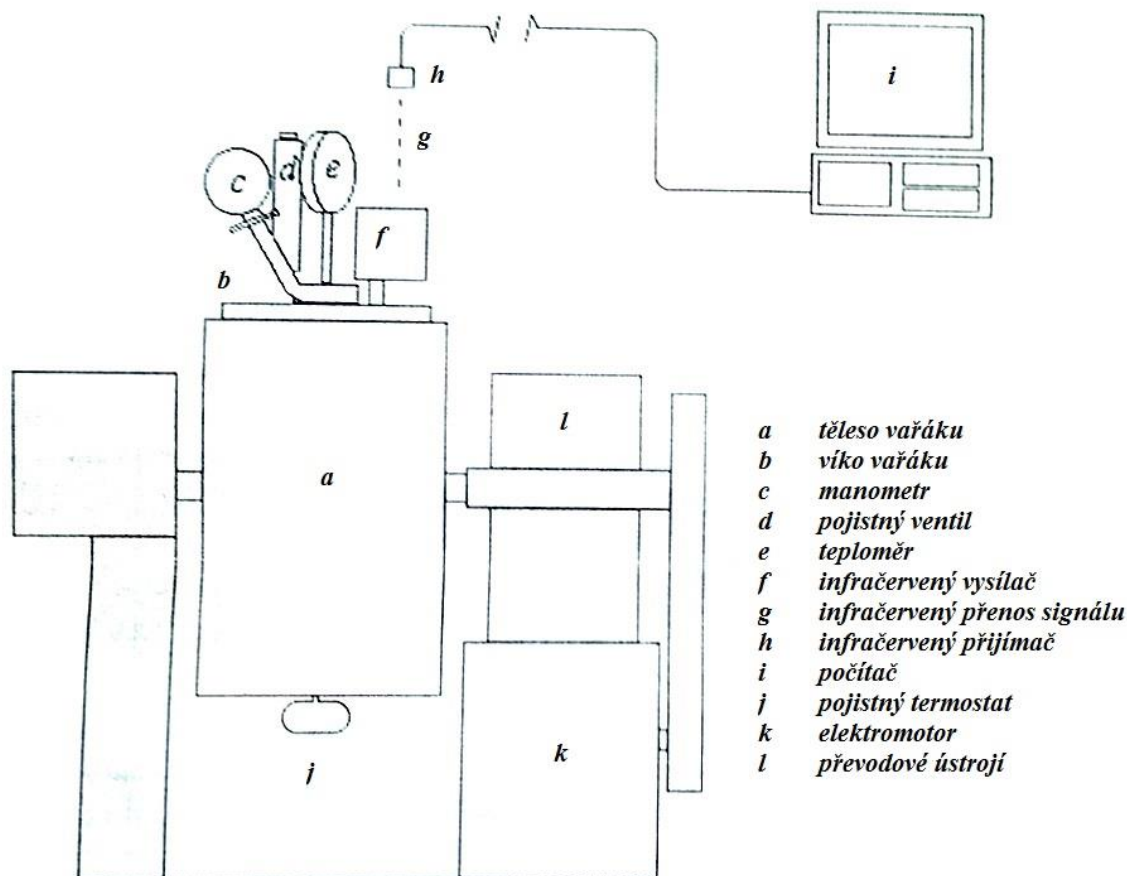 h
i
g
c
d
e
f
b
l
a
k
j
a těleso vařáku
b víko vařáku
c manometr
d pojistný ventil
e teploměr
f infračervený vysílač
g infračervený přenos signálu
h infračervený přijímač
i počítač
j pojistný termostat
k elektromotor
l převodové ústrojí